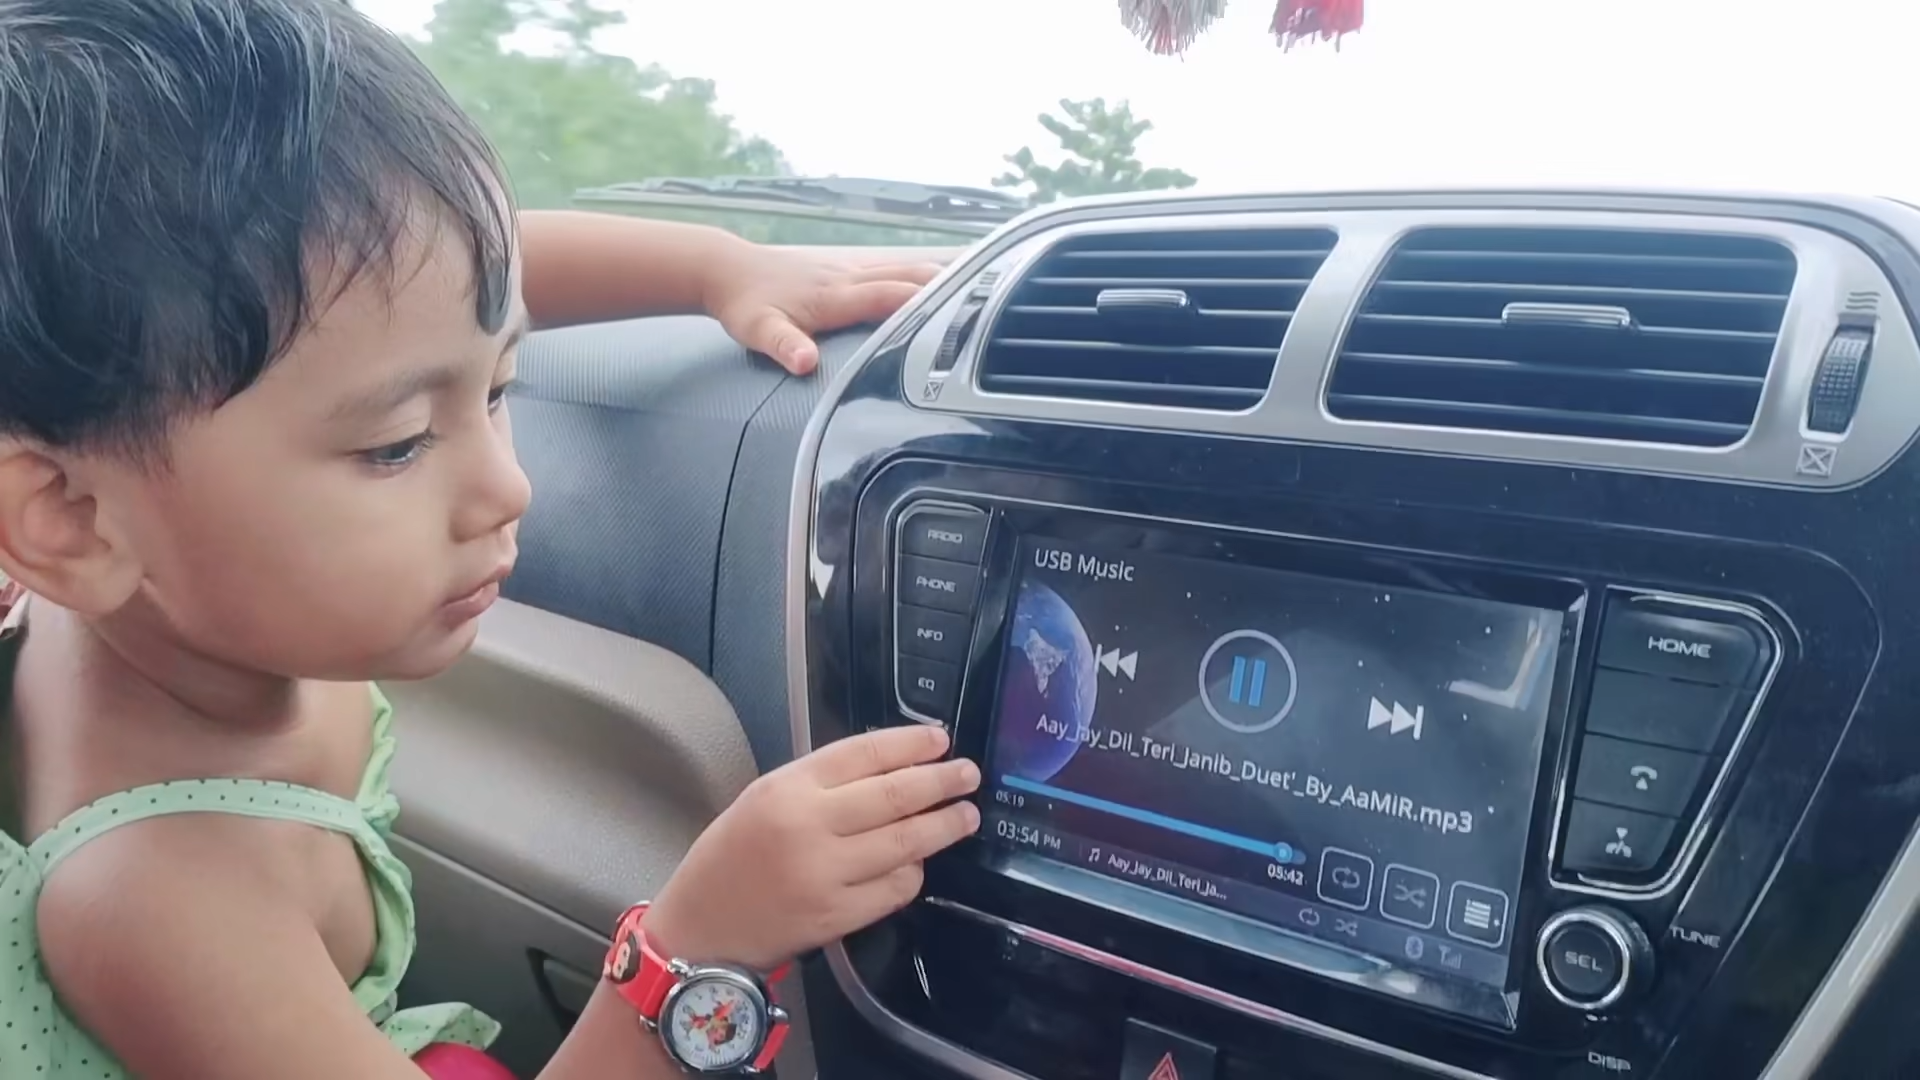 RADIO
PHONE
INFO
EQ
USB Music
Aay_Jay_Dil_Teri_Janib_Duet'_By_AaMiR.mp3
05:19
05:42
03:54 PM
Aay_Jay_Dil_Teri_Ja...
HOME
TUNE
SEL
DISP